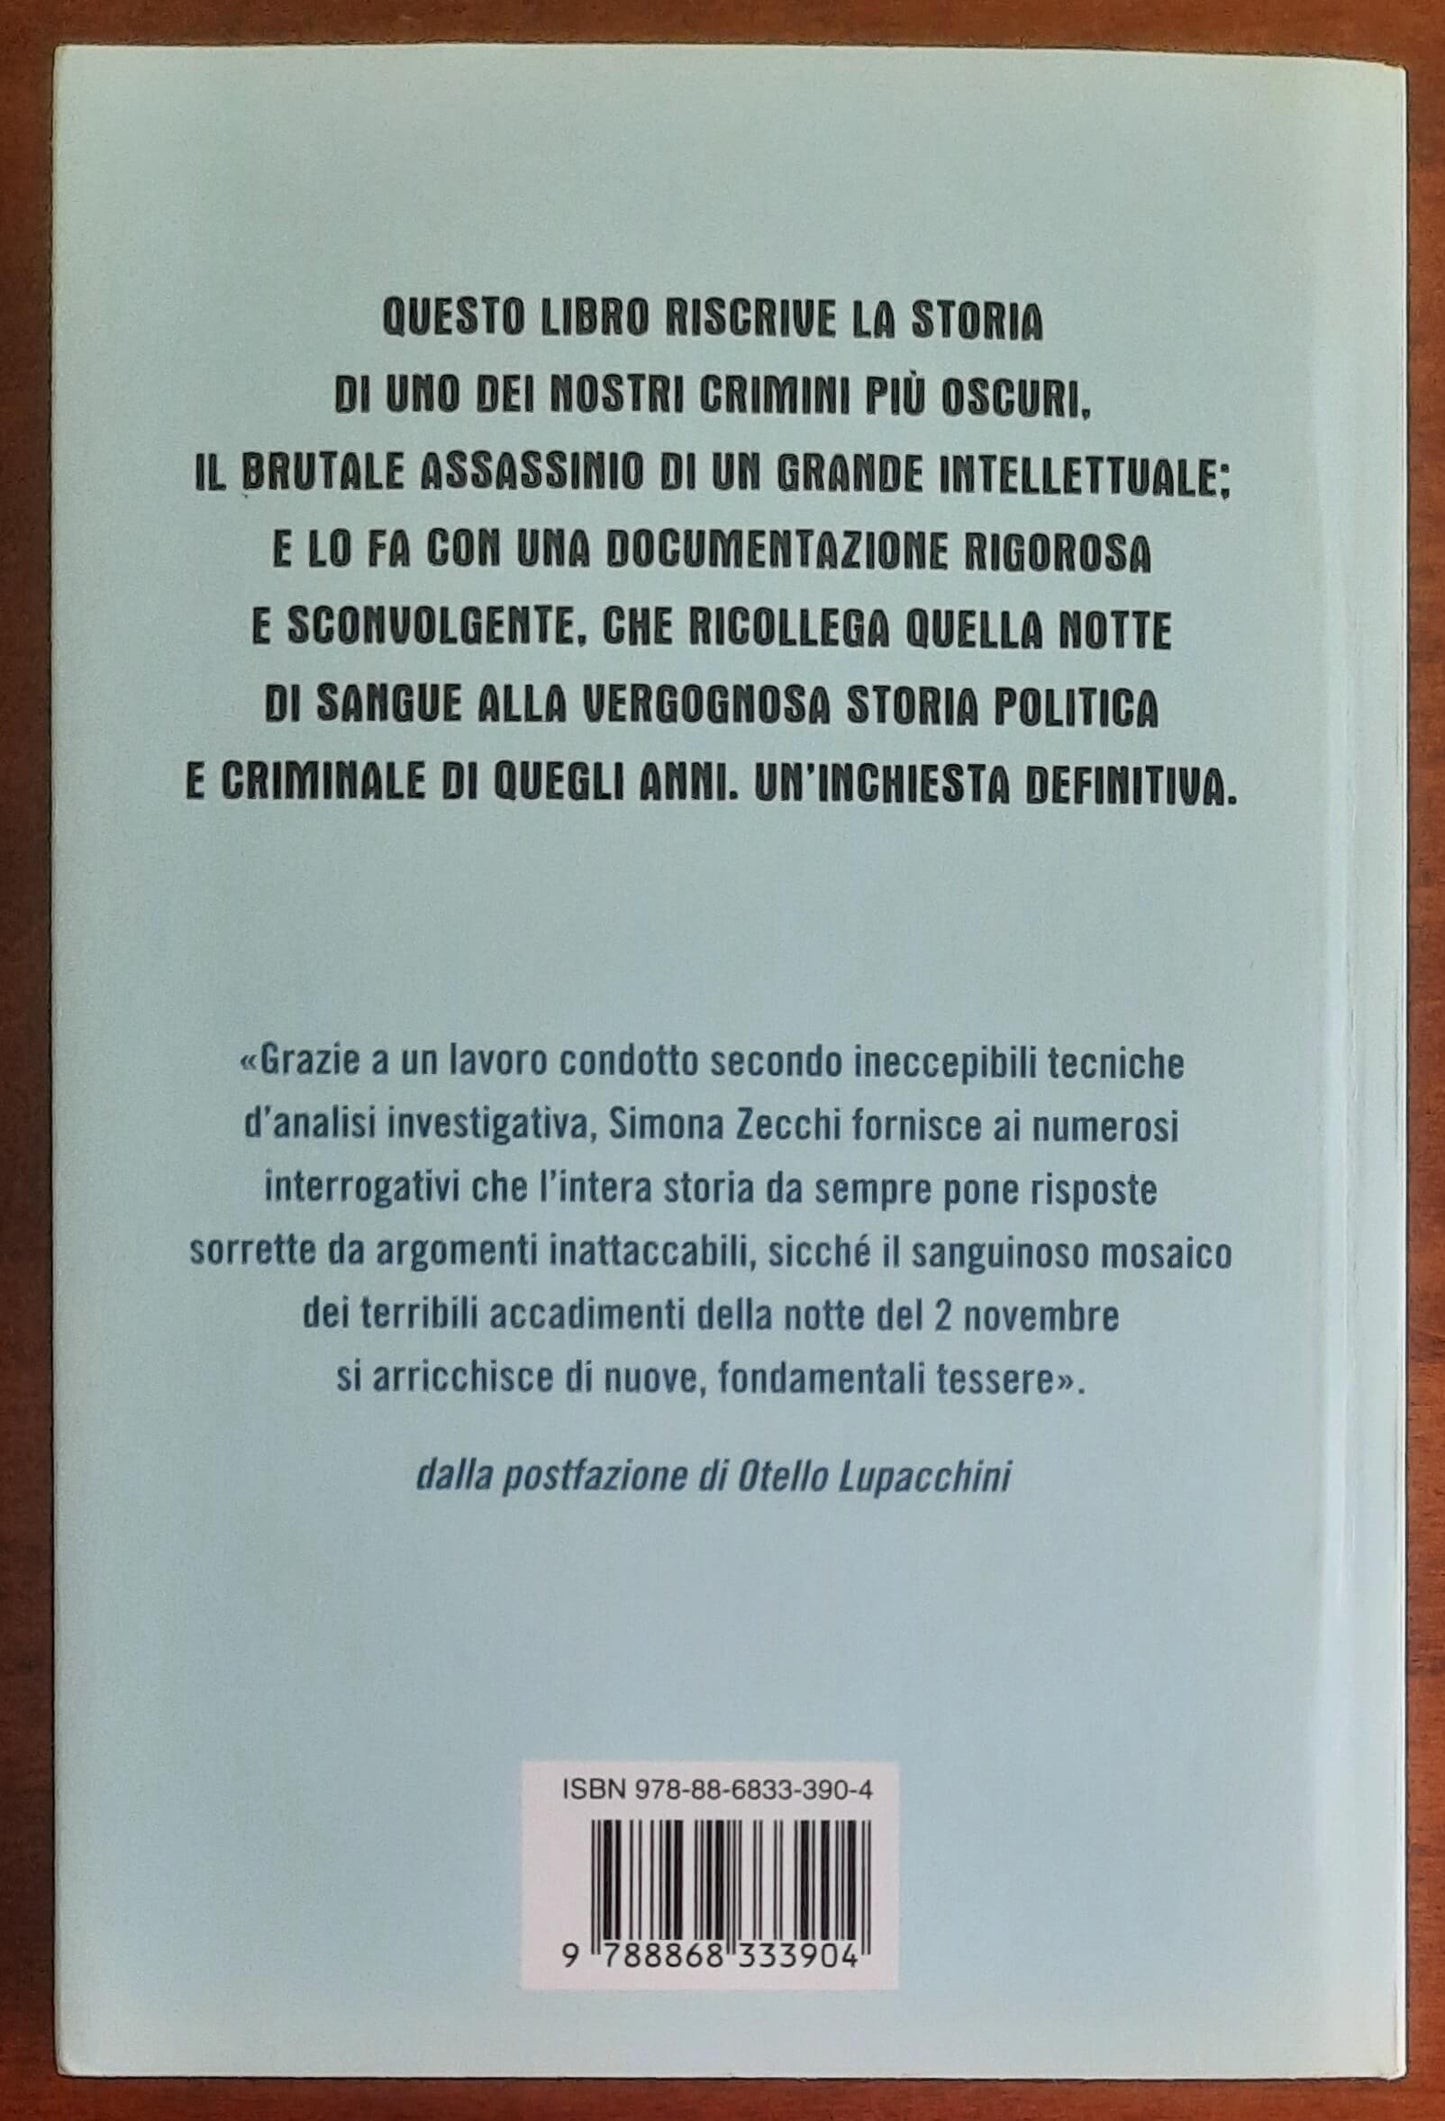 QUESTO LIBRO RISCRIVE LA STORIA
DI UNO DEI NOSTRI CRIMINI PIÙ OSCURI,
IL BRUTALE ASSASSINIO DI UN GRANDE INTELLETTUALE;
E LO FA CON UNA DOCUMENTAZIONE RIGOROSA
E SCONVOLGENTE, CHE RICOLLEGA QUELLA NOTTE
DI SANGUE ALLA VERGOGNOSA STORIA POLITICA
E CRIMINALE DI QUEGLI ANNI. UN'INCHIESTA DEFINITIVA.
«Grazie a un lavoro condotto secondo ineccepibili tecniche
d'analisi investigativa, Simona Zecchi fornisce ai numerosi
interrogativi che l'intera storia da sempre pone risposte
sorrette da argomenti inattaccabili, sicché il sanguinoso mosaico
dei terribili accadimenti della notte del 2 novembre
si arricchisce di nuove, fondamentali tessere».
dalla postfazione di Otello Lupacchini
ISBN 978-88-6833-390-4
9 788868 333904